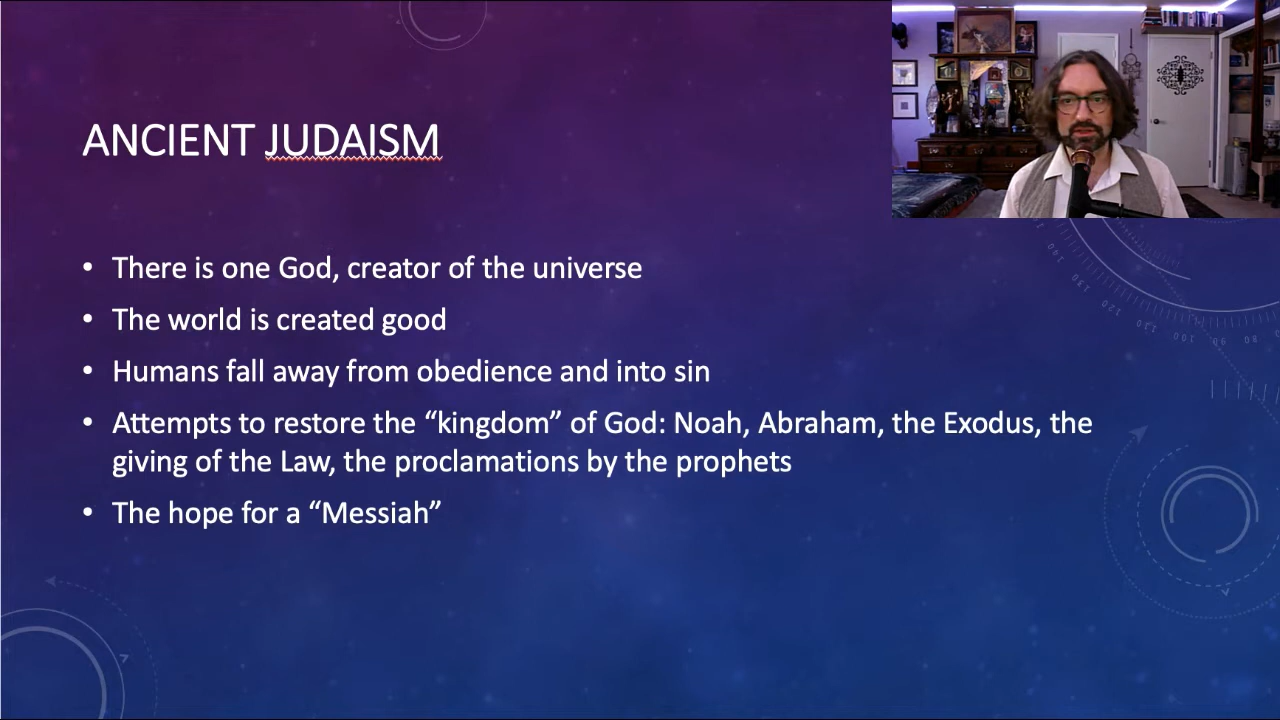 ANCIENT JUDAISM
• There is one God, creator of the universe
• The world is created good
• Humans fall away from obedience and into sin
• Attempts to restore the “kingdom” of God: Noah, Abraham, the Exodus, the
giving of the Law, the proclamations by the prophets
• The hope for a “Messiah”